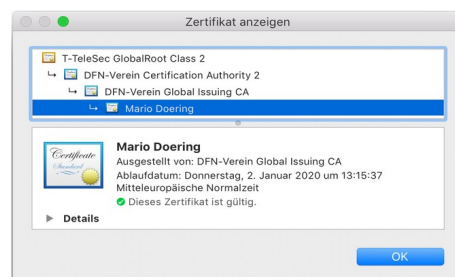 Zertifikat anzeigen
T-TeleSec GlobalRoot Class 2
DFN-Verein Certification Authority 2
DFN-Verein Global Issuing CA
Mario Doering
Certificate
Standard
Mario Doering
Ausgestellt von: DFN-Verein Global Issuing CA
Ablaufdatum: Donnerstag, 2. Januar 2020 um 13:15:37
Mitteleuropäische Normalzeit
Dieses Zertifikat ist gültig.
Details
OK